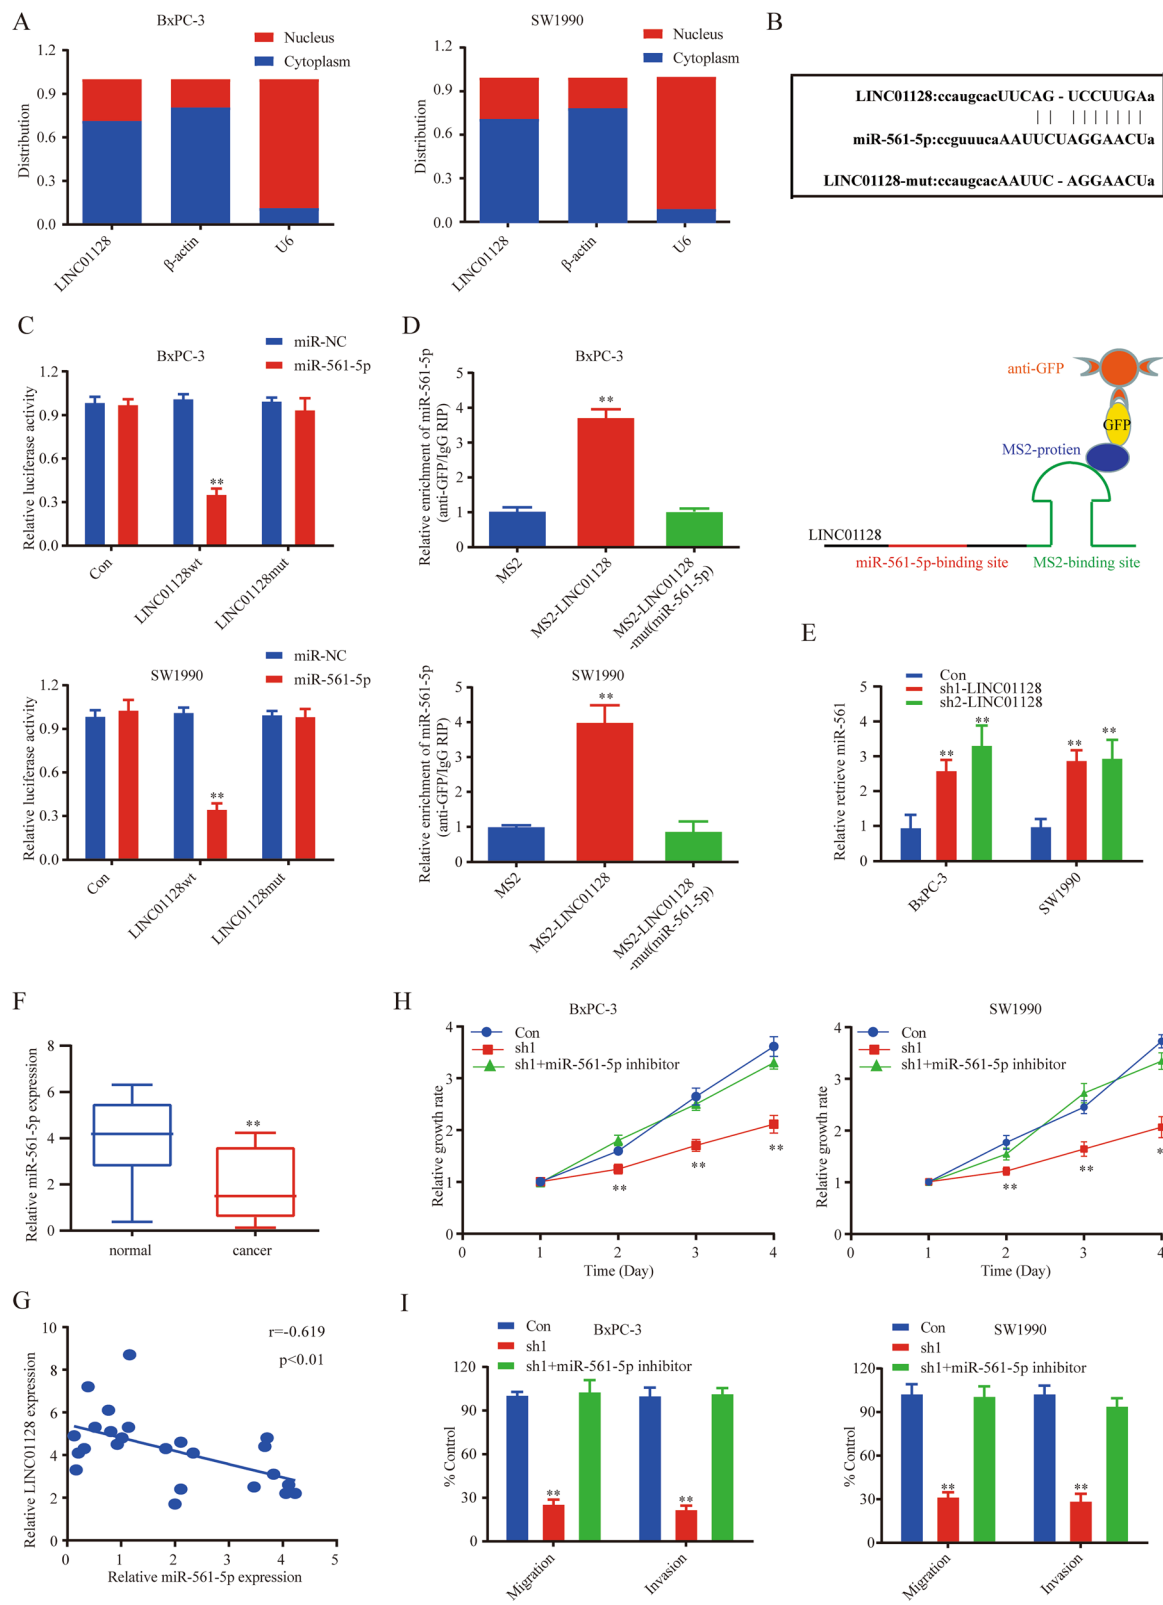 A
BxPC-3
Nucleus
Cytoplasm
Distribution
1.2
0.9
0.6
0.3
0.0
LINC01128
β-actin
U6
SW1990
Nucleus
Cytoplasm
Distribution
1.2
0.9
0.6
0.3
0.0
LINC01128
β-actin
U6
B
LINC01128:ccaugcacUUCAG - UCCUUGAa
miR-561-5p:ccguuucaAAUUCUAGGAACUa
LINC01128-mut:ccaugcacAAUUC - AGGAACUa
C
miR-NC
miR-561-5p
BxPC-3
Relative luciferase activity
1.2
0.9
0.6
0.3
0.0
**
Con
LINC01128wt
LINC01128mut
miR-NC
miR-561-5p
SW1990
Relative luciferase activity
1.2
0.9
0.6
0.3
0.0
**
Con
LINC01128wt
LINC01128mut
D
BxPC-3
Relative enrichment of miR-561-5p
(anti-GFP/IgG RIP)
5
4
3
2
1
0
**
MS2
MS2-LINC01128
MS2-LINC01128
-mut(miR-561-5p)
SW1990
Relative enrichment of miR-561-5p
(anti-GFP/IgG RIP)
5
4
3
2
1
0
**
MS2
MS2-LINC01128
MS2-LINC01128
-mut(miR-561-5p)
anti-GFP
GFP
MS2-protien
LINC01128
miR-561-5p-binding site
MS2-binding site
E
Con
sh1-LINC01128
sh2-LINC01128
Relative retrieve miR-561
5
4
3
2
1
0
**
**
**
**
BxPC-3
SW1990
F
Relative miR-561-5p expression
8
6
4
2
0
**
normal
cancer
G
Relative LINC01128 expression
10
8
6
4
2
0
r=-0.619
p<0.01
0
1
2
3
4
5
Relative miR-561-5p expression
H
BxPC-3
Con
sh1
sh1+miR-561-5p inhibitor
Relative growth rate
4
3
2
1
0
**
**
**
0
1
2
3
4
Time (Day)
SW1990
Con
sh1
sh1+miR-561-5p inhibitor
Relative growth rate
4
3
2
1
0
**
**
*
0
1
2
3
4
Time (Day)
I
Con
BxPC-3
sh1
sh1+miR-561-5p inhibitor
% Control
120
90
60
30
0
**
**
Migration
Invasion
Con
SW1990
sh1
sh1+miR-561-5p inhibitor
% Control
120
90
60
30
0
**
**
Migration
Invasion